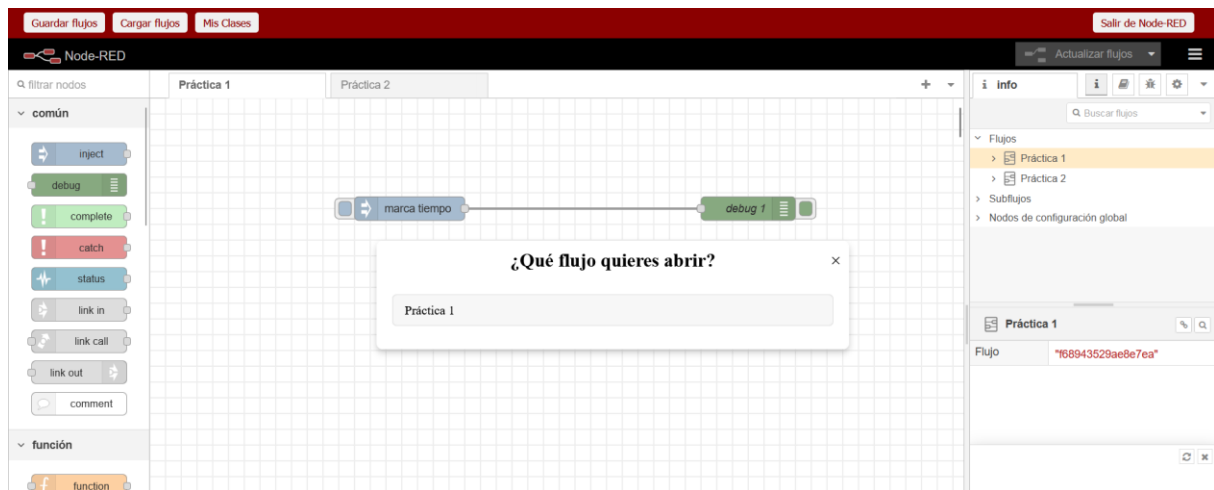 Guardar flujos Cargar flujos Mis Clases Salir de Node-RED
Node-RED Actualizar flujos
filtrar nodos Práctica 1 Práctica 2 i info i
común
Buscar flujos
inject
Flujos
Práctica 1
debug
Práctica 2
complete
marca tiempo debug 1
Subflujos
Nodos de configuración global
catch
¿Qué flujo quieres abrir? ×
status
link in
Práctica 1
Práctica 1
link call
Flujo "f68943529ae8e7ea"
link out
comment
función
f function